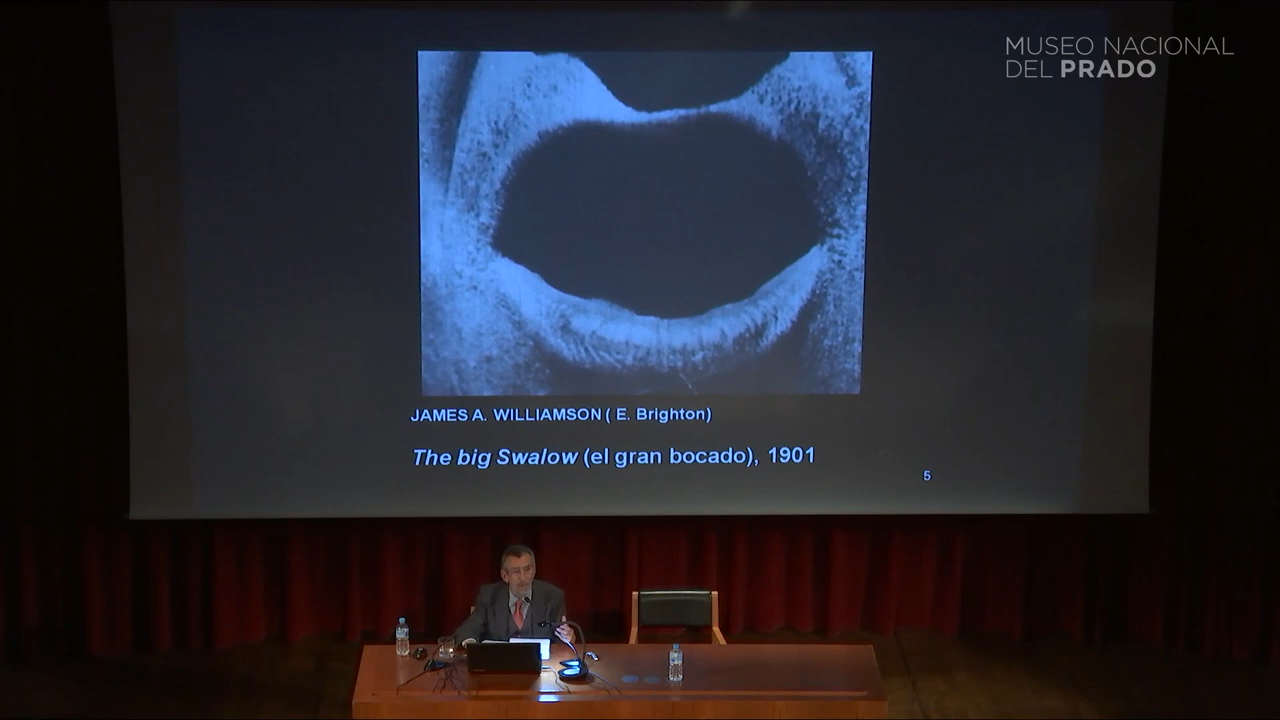 MUSEO NACIONAL
DEL PRADO
JAMES A. WILLIAMSON ( E. Brighton)
The big Swalow (el gran bocado), 1901
5